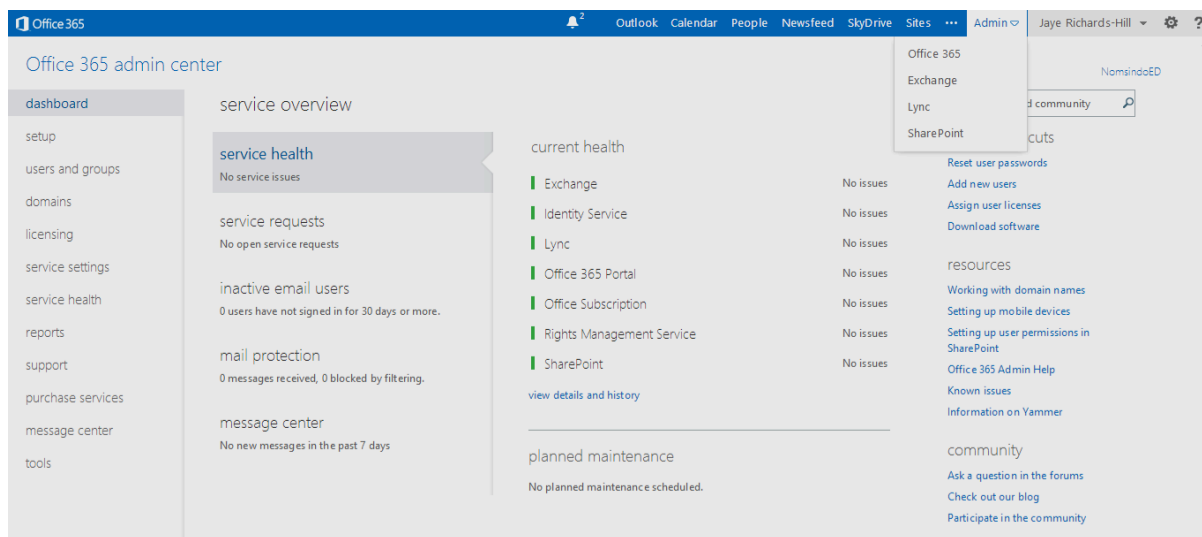 Office 365
2
Outlook Calendar People Newsfeed SkyDrive Sites ... Admin Jaye Richards-Hill ?
Office 365
Exchange
Lync
SharePoint
Office 365 admin center
NomsindoED
dashboard
setup
users and groups
domains
licensing
service settings
service health
reports
support
purchase services
message center
tools
service overview
service health
No service issues
service requests
No open service requests
inactive email users
0 users have not signed in for 30 days or more.
mail protection
0 messages received, 0 blocked by filtering.
message center
No new messages in the past 7 days
current health
Exchange No issues
Identity Service No issues
Lync No issues
Office 365 Portal No issues
Office Subscription No issues
Rights Management Service No issues
SharePoint No issues
view details and history
planned maintenance
No planned maintenance scheduled.
community
Reset user passwords
Add new users
Assign user licenses
Download software
resources
Working with domain names
Setting up mobile devices
Setting up user permissions in
SharePoint
Office 365 Admin Help
Known issues
Information on Yammer
community
Ask a question in the forums
Check out our blog
Participate in the community